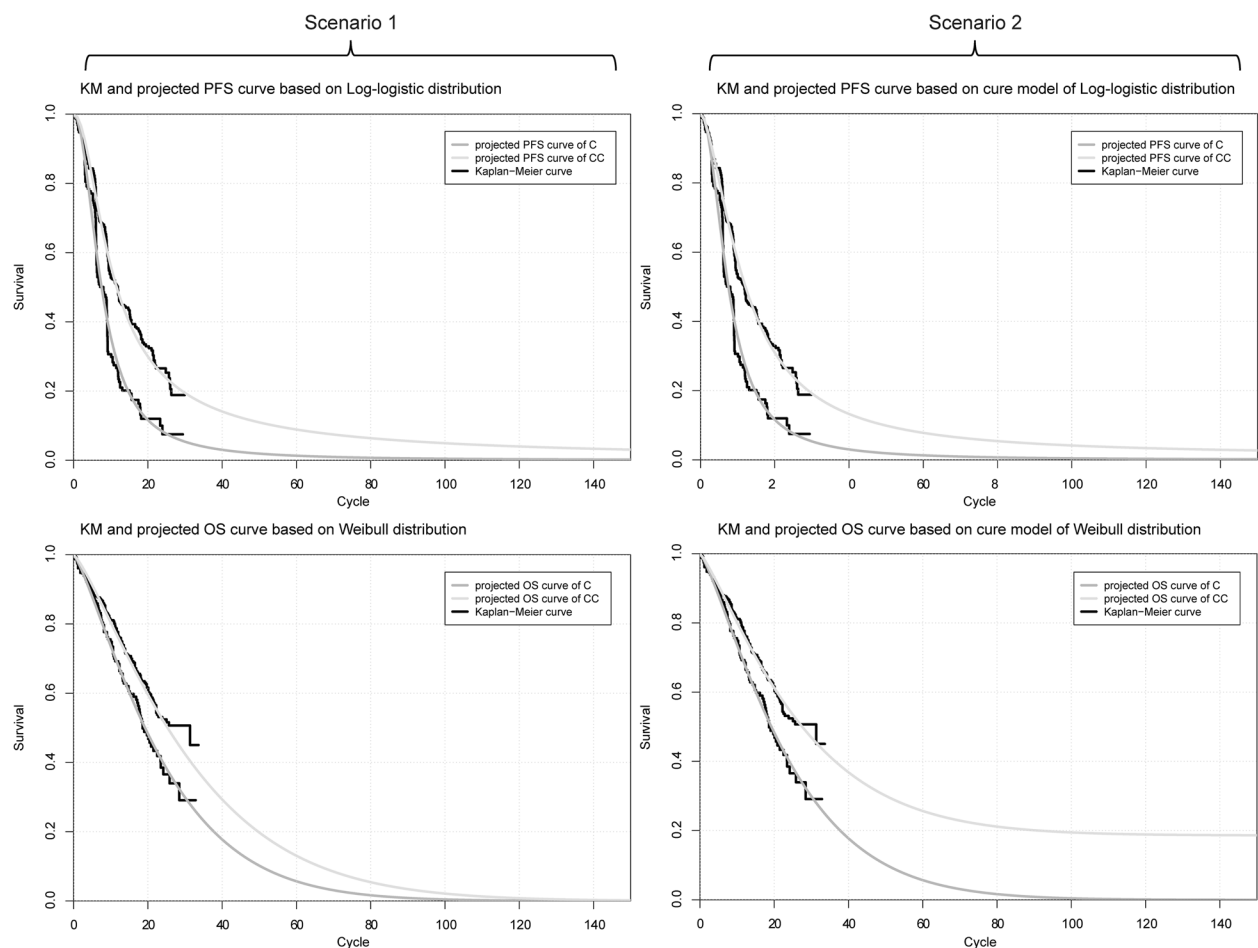 Scenario 1
Scenario 2
KM and projected PFS curve based on Log-logistic distribution
1.0
0.8
0.6
0.4
0.2
0.0
Survival
projected PFS curve of C
projected PFS curve of CC
Kaplan−Meier curve
0 20 40 60 80 100 120 140
Cycle
KM and projected PFS curve based on cure model of Log-logistic distribution
1.0
0.8
0.6
0.4
0.2
0.0
Survival
projected PFS curve of C
projected PFS curve of CC
Kaplan−Meier curve
0 2 0 60 80 100 120 140
Cycle
KM and projected OS curve based on Weibull distribution
1.0
0.8
0.6
0.4
0.2
0.0
Survival
projected OS curve of C
projected OS curve of CC
Kaplan−Meier curve
0 20 40 60 80 100 120 140
Cycle
KM and projected OS curve based on cure model of Weibull distribution
1.0
0.8
0.6
0.4
0.2
0.0
Survival
projected OS curve of C
projected OS curve of CC
Kaplan−Meier curve
0 20 40 60 80 100 120 140
Cycle